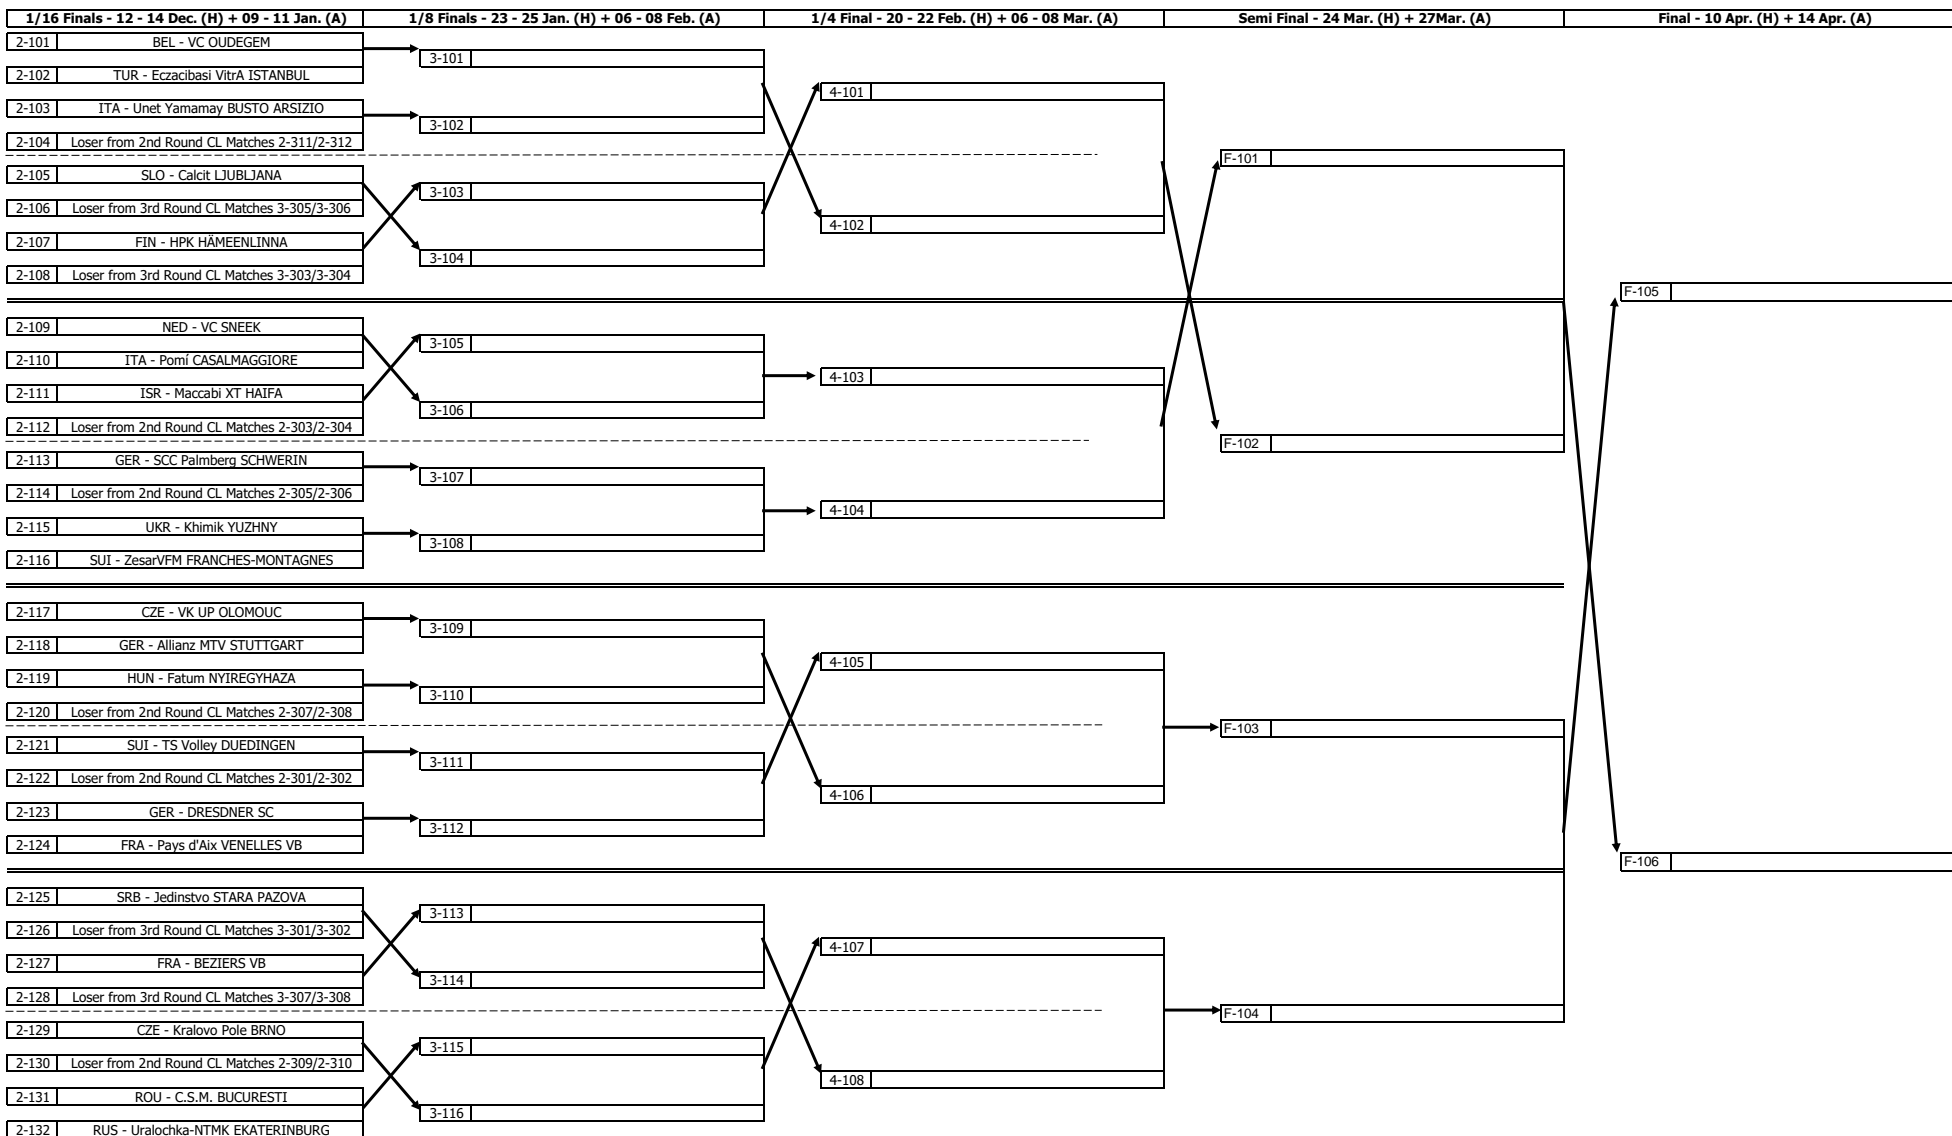 1/16 Finals - 12 - 14 Dec. (H) + 09 - 11 Jan. (A)
1/8 Finals - 23 - 25 Jan. (H) + 06 - 08 Feb. (A)
1/4 Final - 20 - 22 Feb. (H) + 06 - 08 Mar. (A)
Semi Final - 24 Mar. (H) + 27Mar. (A)
Final - 10 Apr. (H) + 14 Apr. (A)
2-101 BEL - VC OUDEGEM
2-102 TUR - Eczacibasi VitrA ISTANBUL
2-103 ITA - Unet Yamamay BUSTO ARSIZIO
2-104 Loser from 2nd Round CL Matches 2-311/2-312
2-105 SLO - Calcit LJUBLJANA
2-106 Loser from 3rd Round CL Matches 3-305/3-306
2-107 FIN - HPK HÄMEENLINNA
2-108 Loser from 3rd Round CL Matches 3-303/3-304
2-109 NED - VC SNEEK
2-110 ITA - Pomí CASALMAGGIORE
2-111 ISR - Maccabi XT HAIFA
2-112 Loser from 2nd Round CL Matches 2-303/2-304
2-113 GER - SCC Palmberg SCHWERIN
2-114 Loser from 2nd Round CL Matches 2-305/2-306
2-115 UKR - Khimik YUZHNY
2-116 SUI - ZesarVFM FRANCHES-MONTAGNES
2-117 CZE - VK UP OLOMOUC
2-118 GER - Allianz MTV STUTTGART
2-119 HUN - Fatum NYIREGYHAZA
2-120 Loser from 2nd Round CL Matches 2-307/2-308
2-121 SUI - TS Volley DUEDINGEN
2-122 Loser from 2nd Round CL Matches 2-301/2-302
2-123 GER - DRESDNER SC
2-124 FRA - Pays d'Aix VENELLES VB
2-125 SRB - Jedinstvo STARA PAZOVA
2-126 Loser from 3rd Round CL Matches 3-301/3-302
2-127 FRA - BEZIERS VB
2-128 Loser from 3rd Round CL Matches 3-307/3-308
2-129 CZE - Kralovo Pole BRNO
2-130 Loser from 2nd Round CL Matches 2-309/2-310
2-131 ROU - C.S.M. BUCURESTI
2-132 RUS - Uralochka-NTMK EKATERINBURG
3-101
3-102
3-103
3-104
3-105
3-106
3-107
3-108
3-109
3-110
3-111
3-112
3-113
3-114
3-115
3-116
4-101
4-102
4-103
4-104
4-105
4-106
4-107
4-108
F-101
F-102
F-103
F-104
F-105
F-106